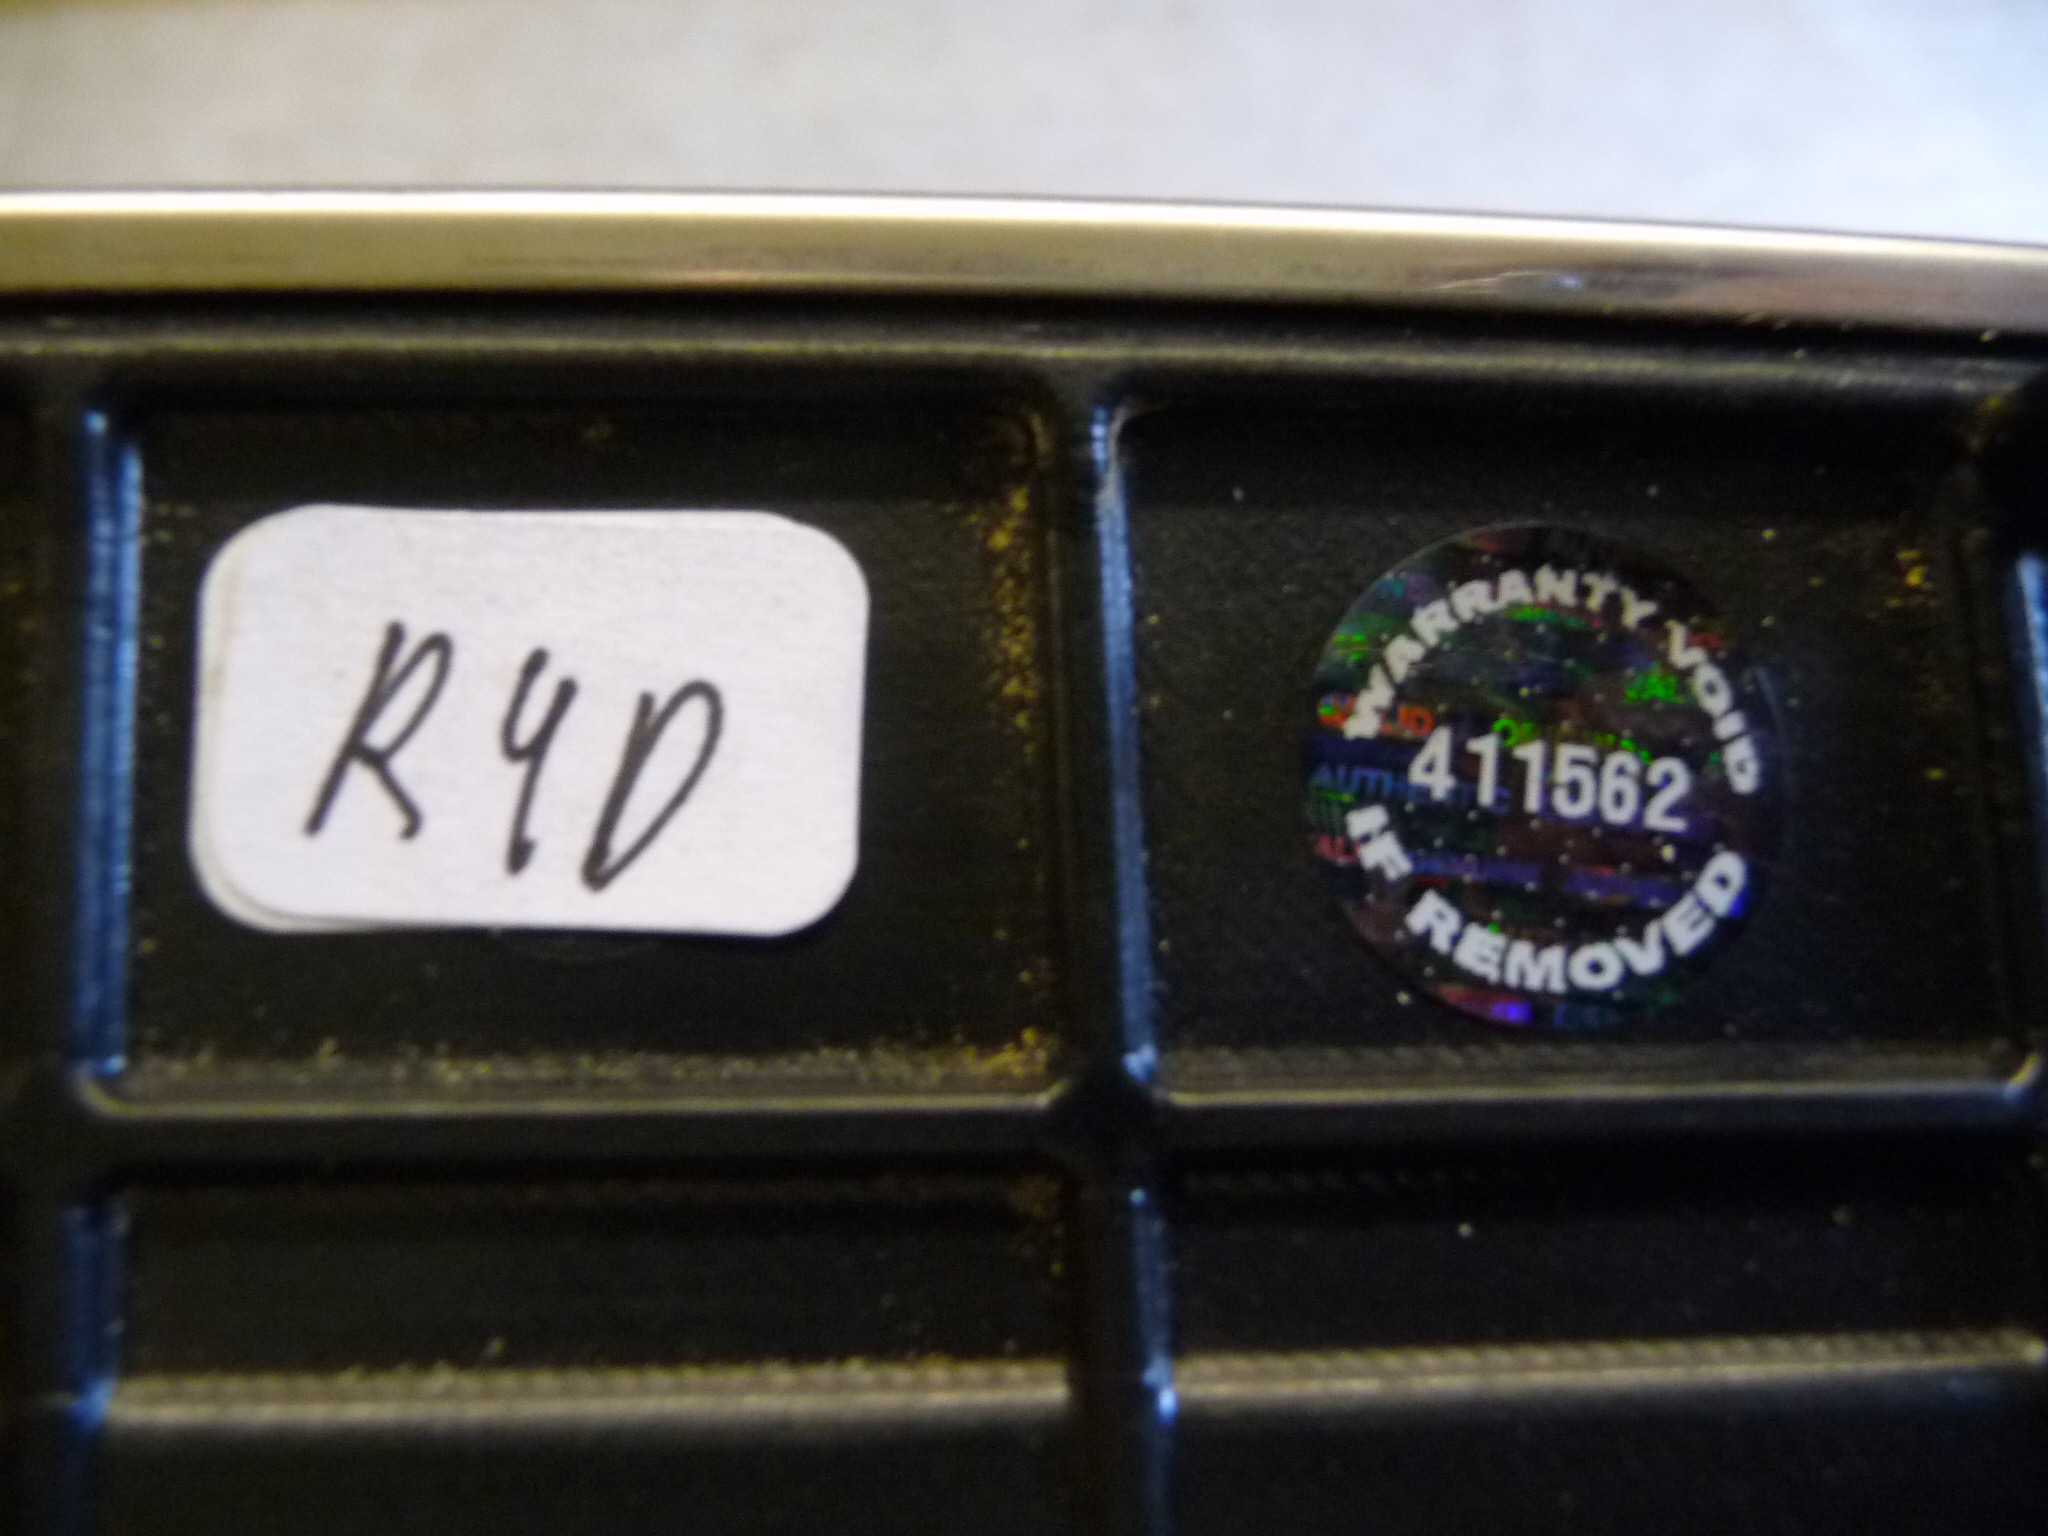 R4D
WARRANTY VOID
411562
IF REMOVED